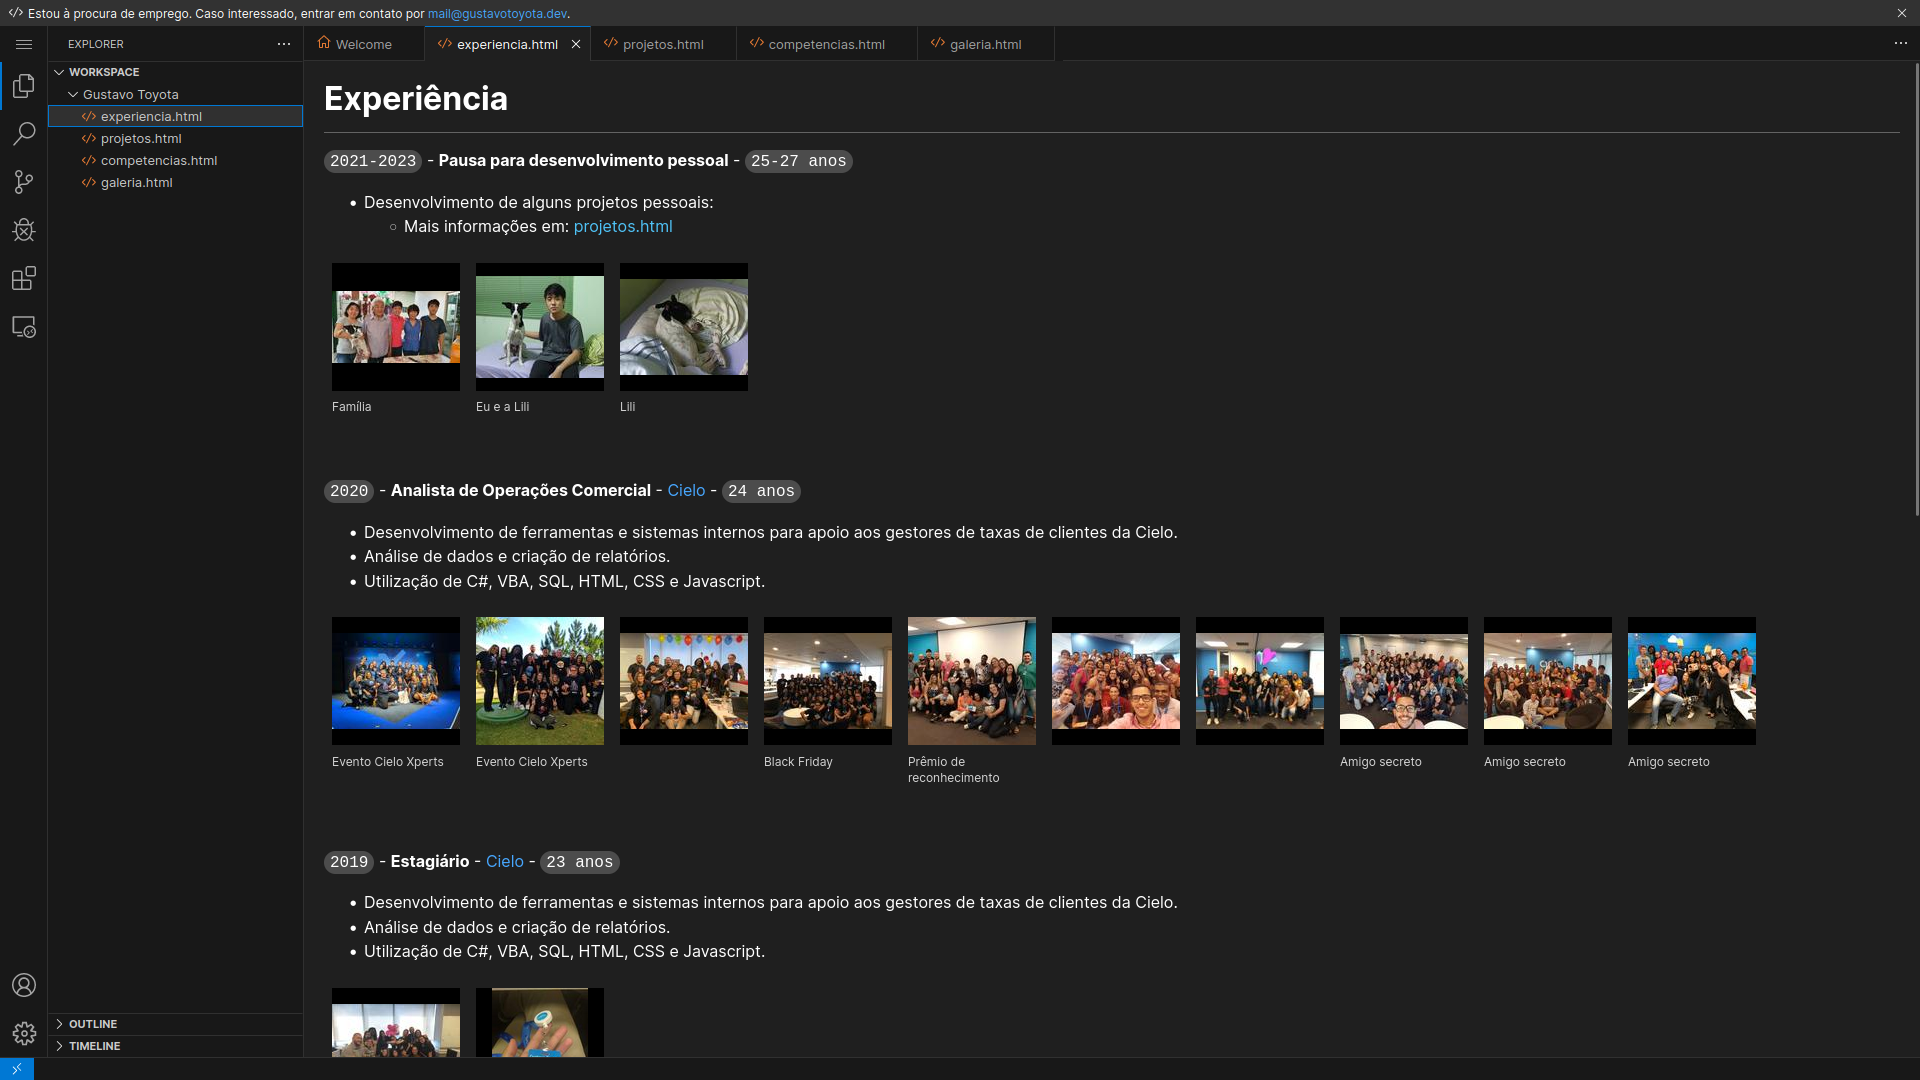 Estou à procura de emprego. Caso interessado, entrar em contato por mail@gustavotoyota.dev.
EXPLORER
Welcome
experiencia.html
projetos.html
competencias.html
galeria.html
WORKSPACE
Gustavo Toyota
experiencia.html
projetos.html
competencias.html
galeria.html
Experiência
2021-2023 - Pausa para desenvolvimento pessoal - 25-27 anos
• Desenvolvimento de alguns projetos pessoais:
◦ Mais informações em: projetos.html
Família
Eu e a Lili
Lili
2020 - Analista de Operações Comercial - Cielo - 24 anos
• Desenvolvimento de ferramentas e sistemas internos para apoio aos gestores de taxas de clientes da Cielo.
• Análise de dados e criação de relatórios.
• Utilização de C#, VBA, SQL, HTML, CSS e Javascript.
Evento Cielo Xperts
Evento Cielo Xperts
Black Friday
Prêmio de
reconhecimento
Amigo secreto
Amigo secreto
Amigo secreto
2019 - Estagiário - Cielo - 23 anos
• Desenvolvimento de ferramentas e sistemas internos para apoio aos gestores de taxas de clientes da Cielo.
• Análise de dados e criação de relatórios.
• Utilização de C#, VBA, SQL, HTML, CSS e Javascript.
OUTLINE
TIMELINE